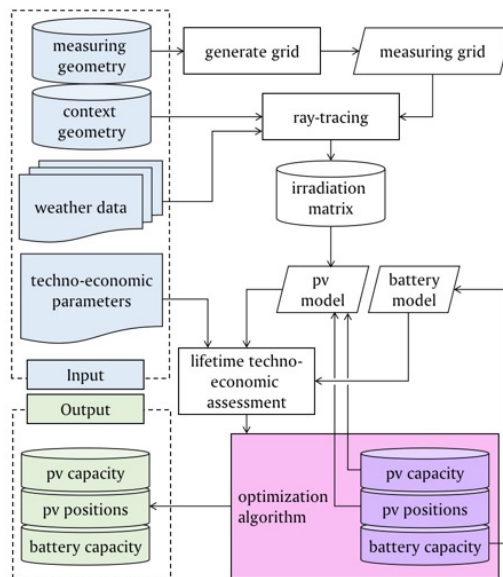 measuring
geometry
generate grid
measuring grid
context
geometry
ray-tracing
weather data
irradiation
matrix
techno-economic
parameters
pv
model
battery
model
lifetime techno-
economic
assessment
Input
Output
pv capacity
pv positions
battery capacity
optimization
algorithm
pv capacity
pv positions
battery capacity